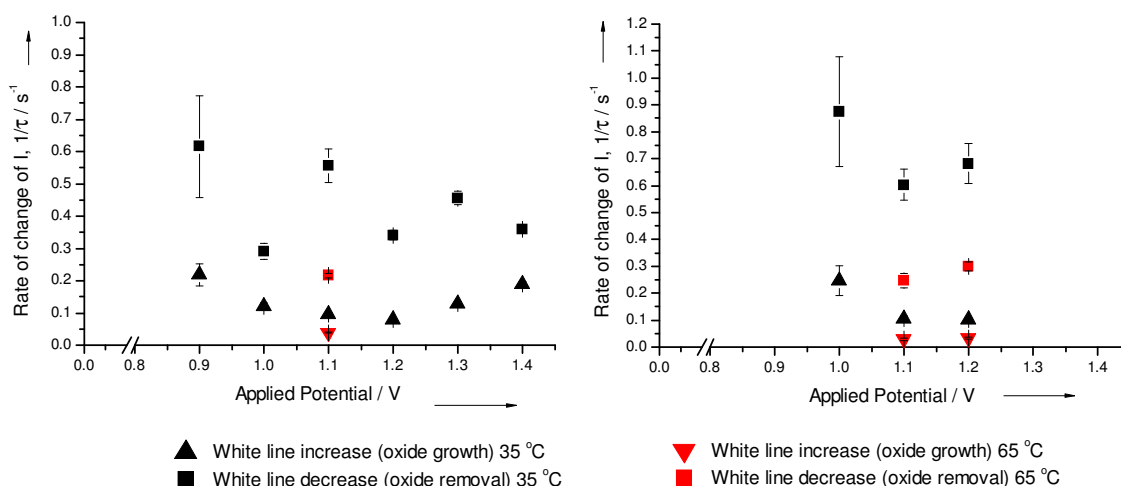 Rate of change of I, 1/τ / s⁻¹
1.0
0.9
0.8
0.7
0.6
0.5
0.4
0.3
0.2
0.1
0.0
0.0 0.8 0.9 1.0 1.1 1.2 1.3 1.4
Applied Potential / V
Rate of change of I, 1/τ / s⁻¹
1.2
1.1
1.0
0.9
0.8
0.7
0.6
0.5
0.4
0.3
0.2
0.1
0.0
0.0 0.8 0.9 1.0 1.1 1.2 1.3 1.4
Applied Potential / V
White line increase (oxide growth) 35 °C
White line decrease (oxide removal) 35 °C
White line increase (oxide growth) 65 °C
White line decrease (oxide removal) 65 °C